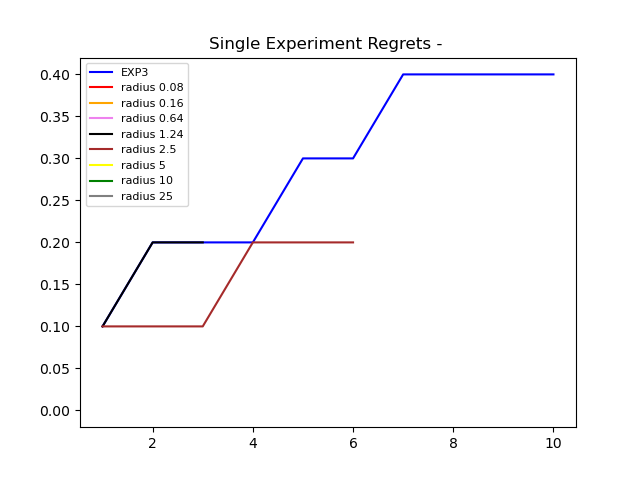 Single Experiment Regrets -
0.40
0.35
0.30
0.25
0.20
0.15
0.10
0.05
0.00
EXP3
radius 0.08
radius 0.16
radius 0.64
radius 1.24
radius 2.5
radius 5
radius 10
radius 25
2 4 6 8 10